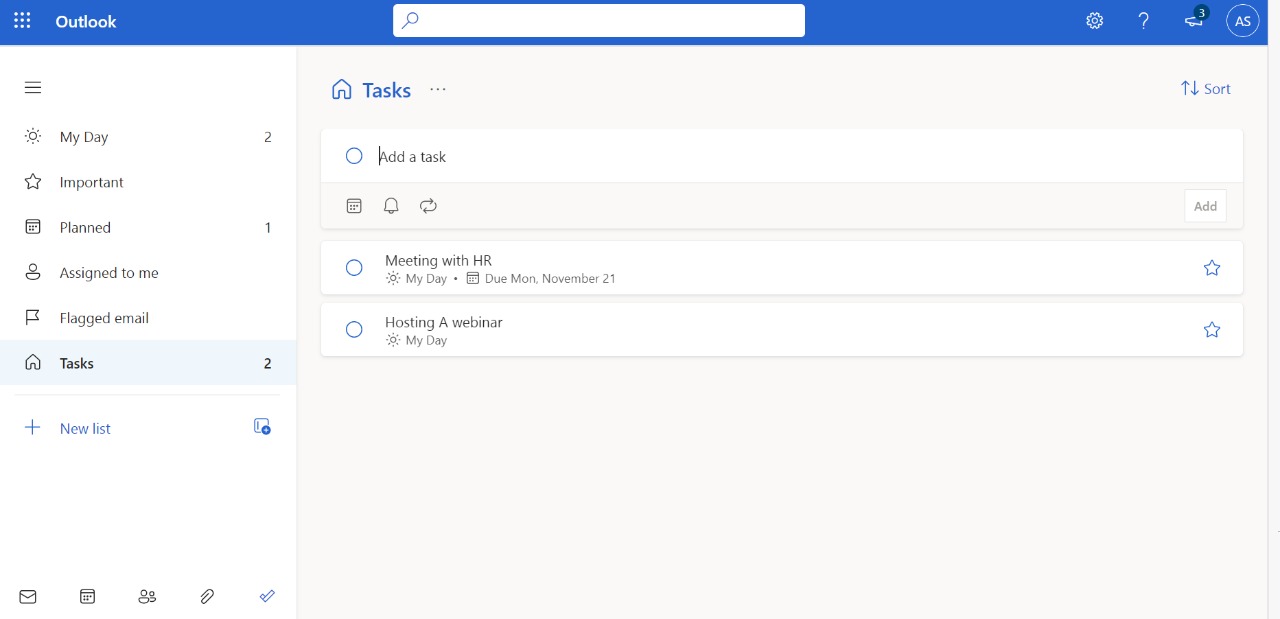 Outlook
3
AS
Tasks
Sort
My Day 2
Important
Planned 1
Assigned to me
Flagged email
Tasks 2
New list
Add a task
Add
Meeting with HR
My Day • Due Mon, November 21
Hosting A webinar
My Day